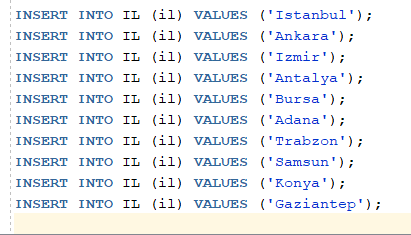 INSERT INTO IL (il) VALUES ('Istanbul');
INSERT INTO IL (il) VALUES ('Ankara');
INSERT INTO IL (il) VALUES ('Izmir');
INSERT INTO IL (il) VALUES ('Antalya');
INSERT INTO IL (il) VALUES ('Bursa');
INSERT INTO IL (il) VALUES ('Adana');
INSERT INTO IL (il) VALUES ('Trabzon');
INSERT INTO IL (il) VALUES ('Samsun');
INSERT INTO IL (il) VALUES ('Konya');
INSERT INTO IL (il) VALUES ('Gaziantep');